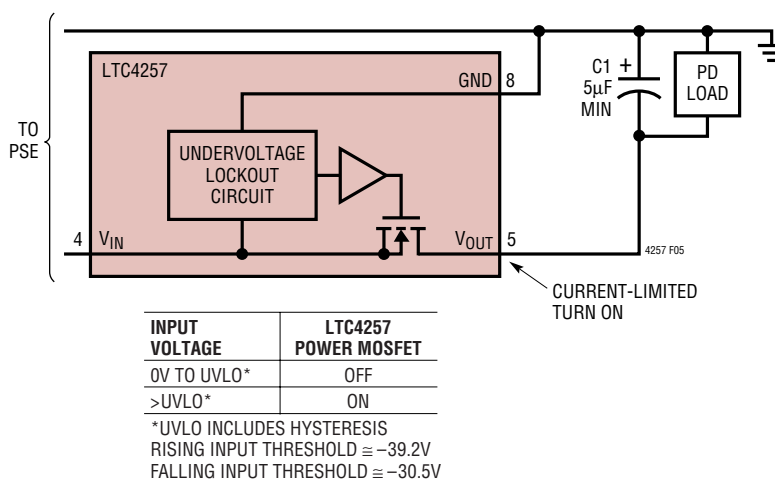 LTC4257
GND 8
C1 +
5µF
MIN
PD
LOAD
TO
PSE
UNDERVOLTAGE
LOCKOUT
CIRCUIT
4 VIN
VOUT 5
4257 F05
CURRENT-LIMITED
TURN ON
INPUT
VOLTAGE
LTC4257
POWER MOSFET
0V TO UVLO* OFF
>UVLO* ON
*UVLO INCLUDES HYSTERESIS
RISING INPUT THRESHOLD ≅ –39.2V
FALLING INPUT THRESHOLD ≅ –30.5V